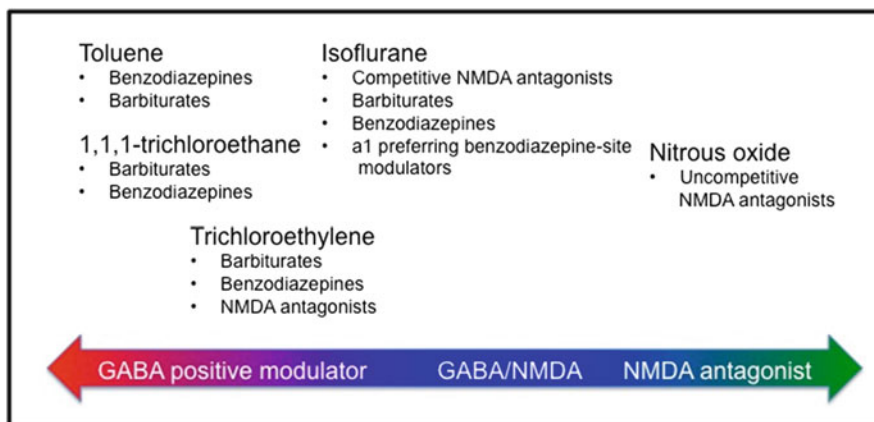 Toluene
• Benzodiazepines
• Barbiturates
1,1,1-trichloroethane
• Barbiturates
• Benzodiazepines
Isoflurane
• Competitive NMDA antagonists
• Barbiturates
• Benzodiazepines
• a1 preferring benzodiazepine-site
modulators
Nitrous oxide
• Uncompetitive
NMDA antagonists
Trichloroethylene
• Barbiturates
• Benzodiazepines
• NMDA antagonists
GABA positive modulator GABA/NMDA NMDA antagonist